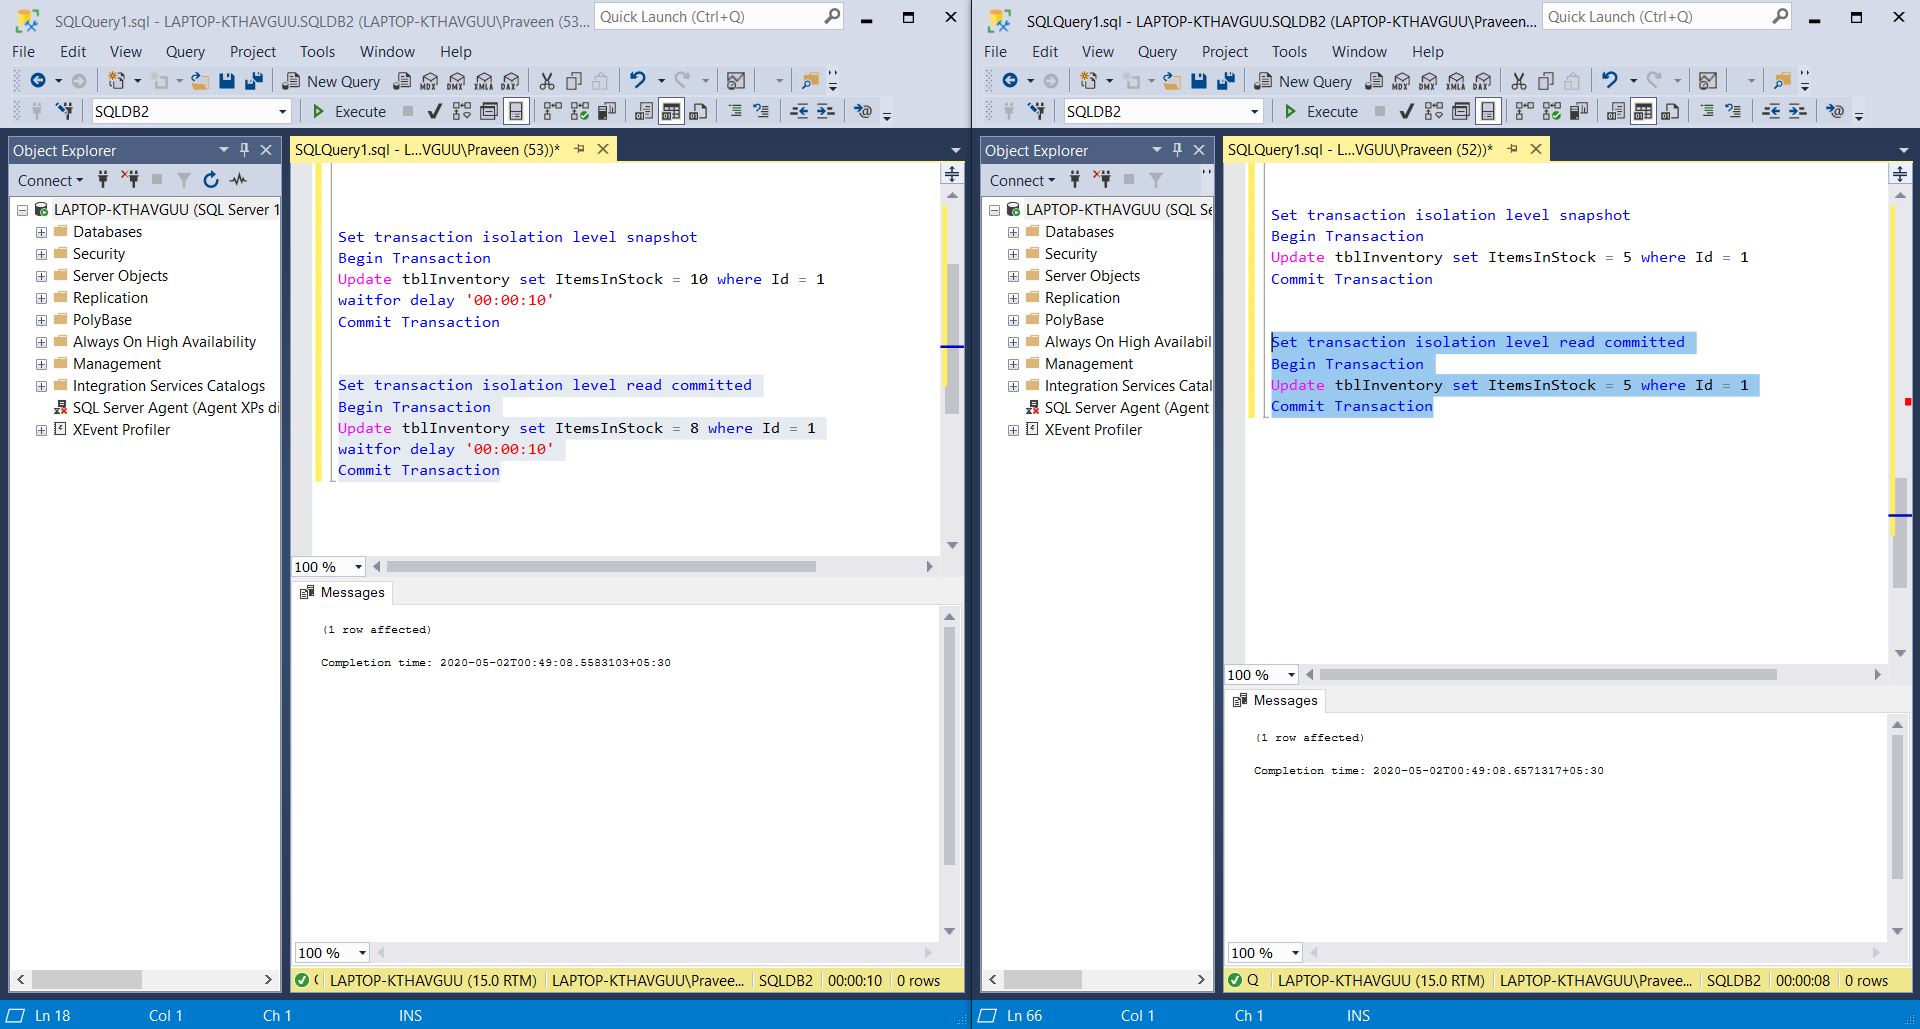 SQLQuery1.sql - LAPTOP-KTHAVGUU.SQLDB2 (LAPTOP-KTHAVGUU\Praveen (53...
Quick Launch (Ctrl+Q)
File Edit View Query Project Tools Window Help
New Query
MDX DMX XMLA DAX
SQLDB2
Execute
Object Explorer
Connect
LAPTOP-KTHAVGUU (SQL Server 1
Databases
Security
Server Objects
Replication
PolyBase
Always On High Availability
Management
Integration Services Catalogs
SQL Server Agent (Agent XPs di
XEvent Profiler
SQLQuery1.sql - L...VGUU\Praveen (53))*
Set transaction isolation level snapshot
Begin Transaction
Update tblInventory set ItemsInStock = 10 where Id = 1
waitfor delay '00:00:10'
Commit Transaction
Set transaction isolation level read committed
Begin Transaction
Update tblInventory set ItemsInStock = 8 where Id = 1
waitfor delay '00:00:10'
Commit Transaction
100 %
Messages
(1 row affected)
Completion time: 2020-05-02T00:49:08.5583103+05:30
100 %
LAPTOP-KTHAVGUU (15.0 RTM) LAPTOP-KTHAVGUU\Pravee... SQLDB2 00:00:10 0 rows
Ln 18 Col 1 Ch 1 INS
SQLQuery1.sql - LAPTOP-KTHAVGUU.SQLDB2 (LAPTOP-KTHAVGUU\Praveen...
Quick Launch (Ctrl+Q)
File Edit View Query Project Tools Window Help
New Query
MDX DMX XMLA DAX
SQLDB2
Execute
Object Explorer
Connect
LAPTOP-KTHAVGUU (SQL Se
Databases
Security
Server Objects
Replication
PolyBase
Always On High Availabil
Management
Integration Services Catal
SQL Server Agent (Agent
XEvent Profiler
SQLQuery1.sql - L...VGUU\Praveen (52))*
Set transaction isolation level snapshot
Begin Transaction
Update tblInventory set ItemsInStock = 5 where Id = 1
Commit Transaction
Set transaction isolation level read committed
Begin Transaction
Update tblInventory set ItemsInStock = 5 where Id = 1
Commit Transaction
100 %
Messages
(1 row affected)
Completion time: 2020-05-02T00:49:08.6571317+05:30
100 %
Q LAPTOP-KTHAVGUU (15.0 RTM) LAPTOP-KTHAVGUU\Pravee... SQLDB2 00:00:08 0 rows
Ln 66 Col 1 Ch 1 INS